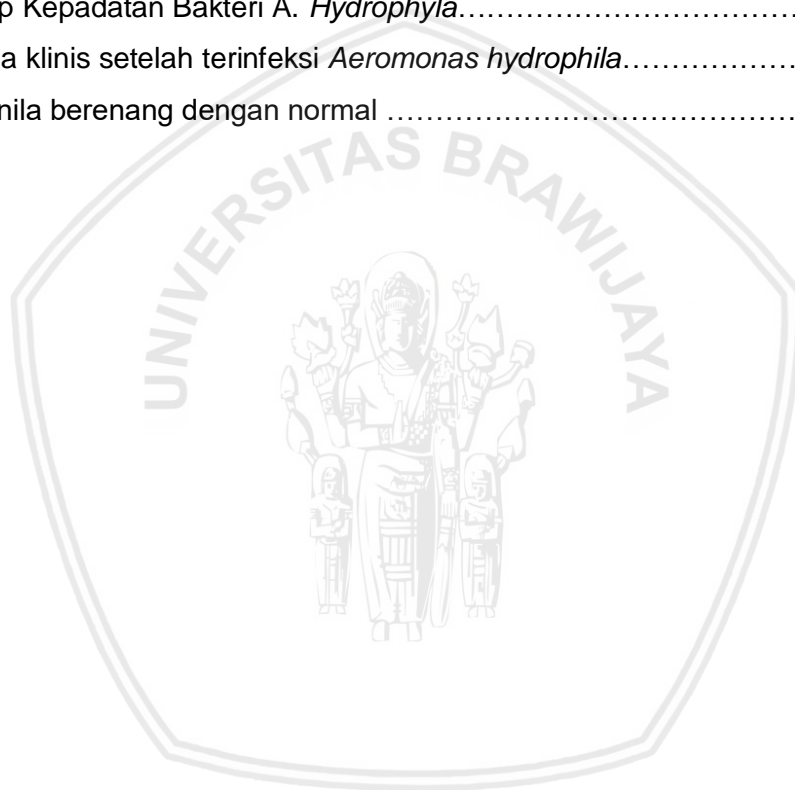 p Kepadatan Bakteri A. Hydrophyla……………………………………
a klinis setelah terinfeksi Aeromonas hydrophila…………………
nila berenang dengan normal ……………………………………………
UNIVERSITAS BRAWIJAYA